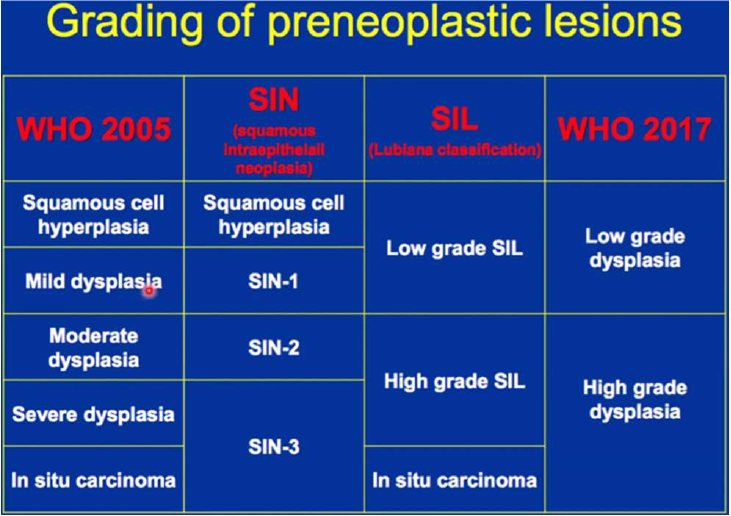 Grading of preneoplastic lesions
WHO 2005
SIN
(squamous
intraepitelail
neoplasia)
SIL
(Lubiana classification)
WHO 2017
Squamous cell
hyperplasia
Squamous cell
hyperplasia
Low grade SIL
Low grade
dysplasia
Mild dysplasia
SIN-1
Moderate
dysplasia
SIN-2
High grade SIL
High grade
dysplasia
Severe dysplasia
SIN-3
In situ carcinoma
In situ carcinoma